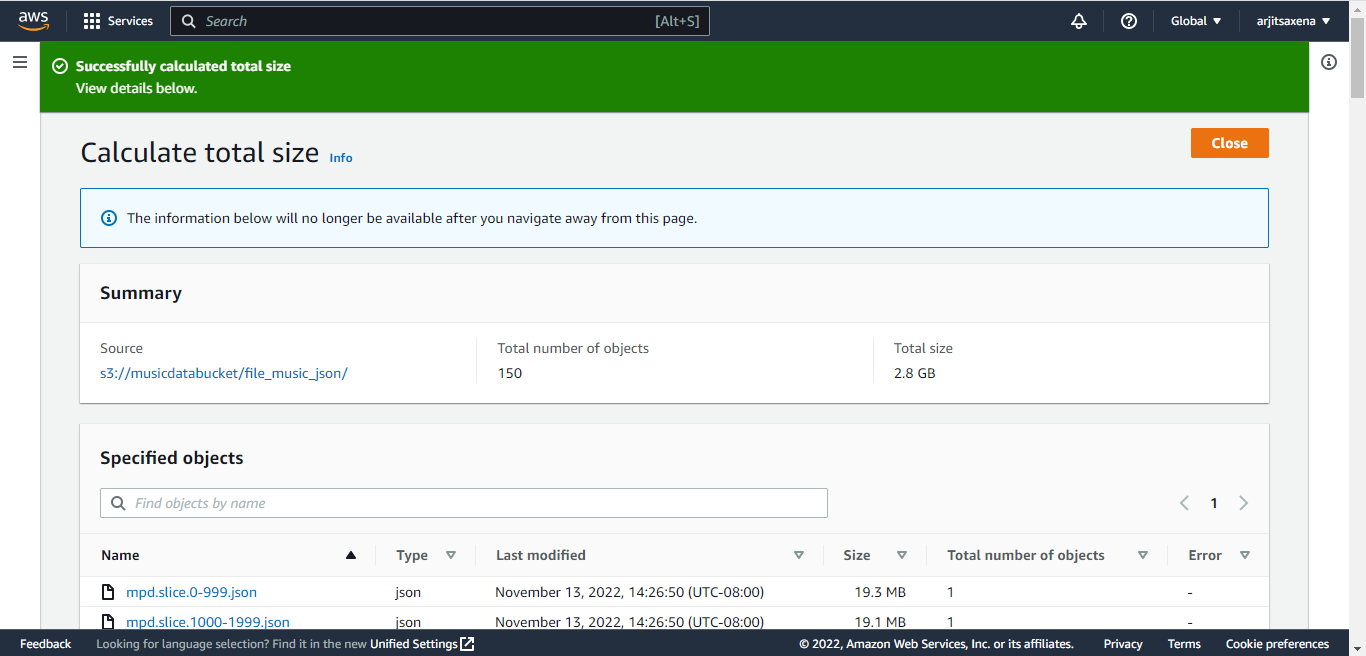 aws Services Search [Alt+S] Global arjitsaxena
Successfully calculated total size
View details below.
Calculate total size Info Close
The information below will no longer be available after you navigate away from this page.
Summary
Source Total number of objects Total size
s3://musicdatabucket/file_music_json/ 150 2.8 GB
Specified objects
Find objects by name 1
Name Type Last modified Size Total number of objects Error
mpd.slice.0-999.json json November 13, 2022, 14:26:50 (UTC-08:00) 19.3 MB 1 -
mpd.slice.1000-1999.json json November 13, 2022, 14:26:50 (UTC-08:00) 19.1 MB 1 -
Feedback Looking for language selection? Find it in the new Unified Settings © 2022, Amazon Web Services, Inc. or its affiliates. Privacy Terms Cookie preferences